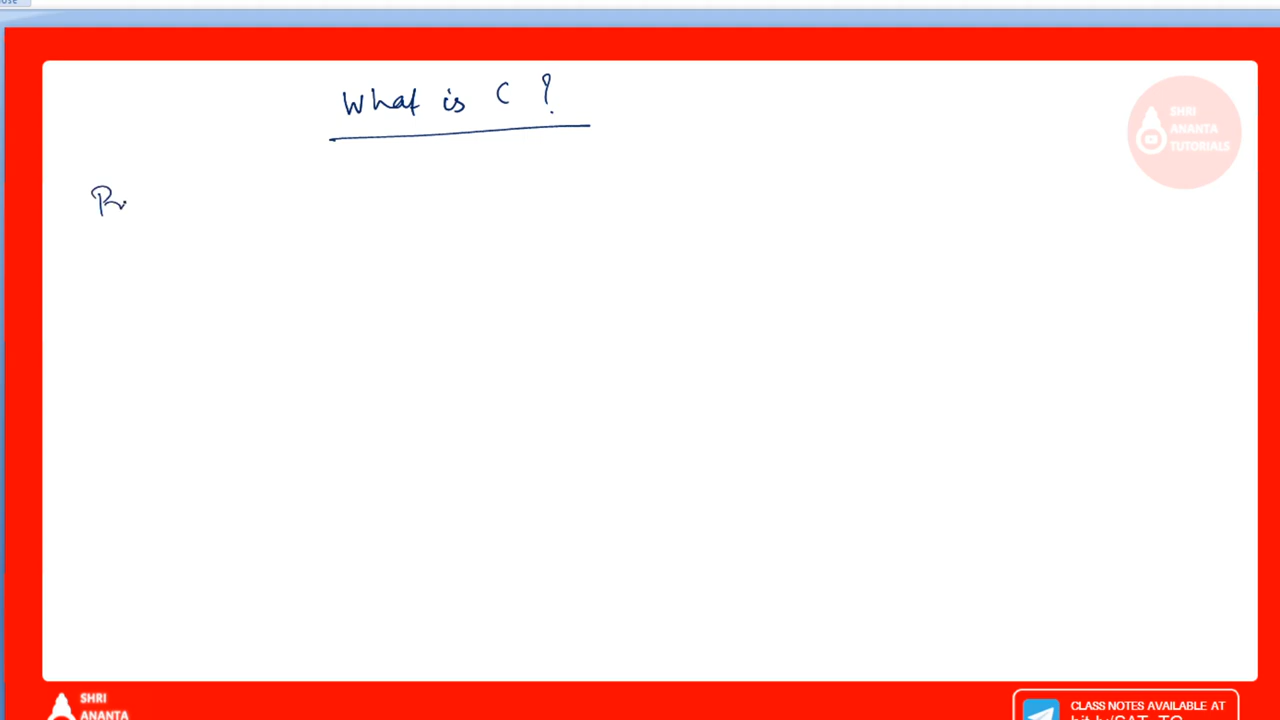 What is C ?
SHRI
ANANTA
TUTORIALS
SHRI
ANANTA
CLASS NOTES AVAILABLE AT